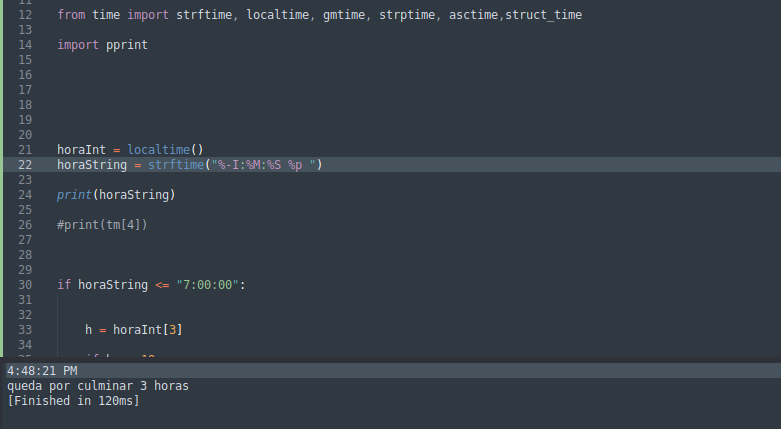 12 from time import strftime, localtime, gmtime, strptime, asctime,struct_time
13
14 import pprint
15
16
17
18
19
20
21 horaInt = localtime()
22 horaString = strftime("%-I:%M:%S %p ")
23
24 print(horaString)
25
26 #print(tm[4])
27
28
29
30 if horaString <= "7:00:00":
31
32
33 h = horaInt[3]
34
4:48:21 PM
queda por culminar 3 horas
[Finished in 120ms]